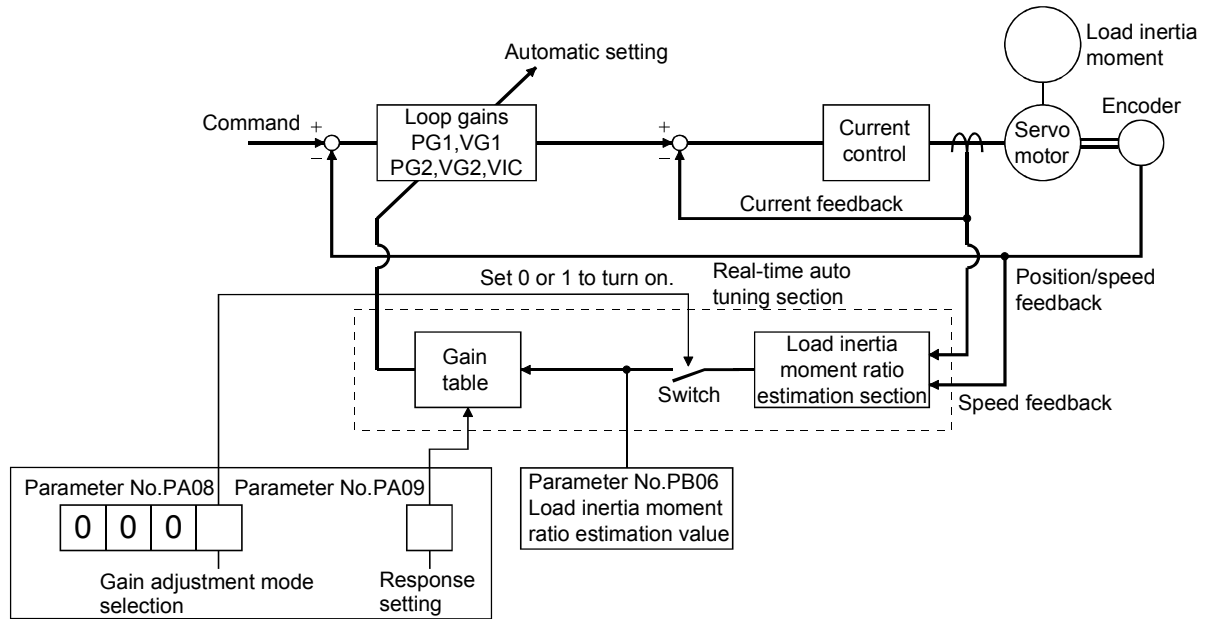 Load inertia
moment
Automatic setting
Encoder
Command
+
−
Loop gains
PG1,VG1
PG2,VG2,VIC
+
−
Current
control
Servo
motor
Current feedback
Set 0 or 1 to turn on.
Real-time auto
tuning section
Position/speed
feedback
Gain
table
Switch
Load inertia
moment ratio
estimation section
Speed feedback
Parameter No.PA08
Parameter No.PA09
0 0 0
Gain adjustment mode
selection
Response
setting
Parameter No.PB06
Load inertia moment
ratio estimation value